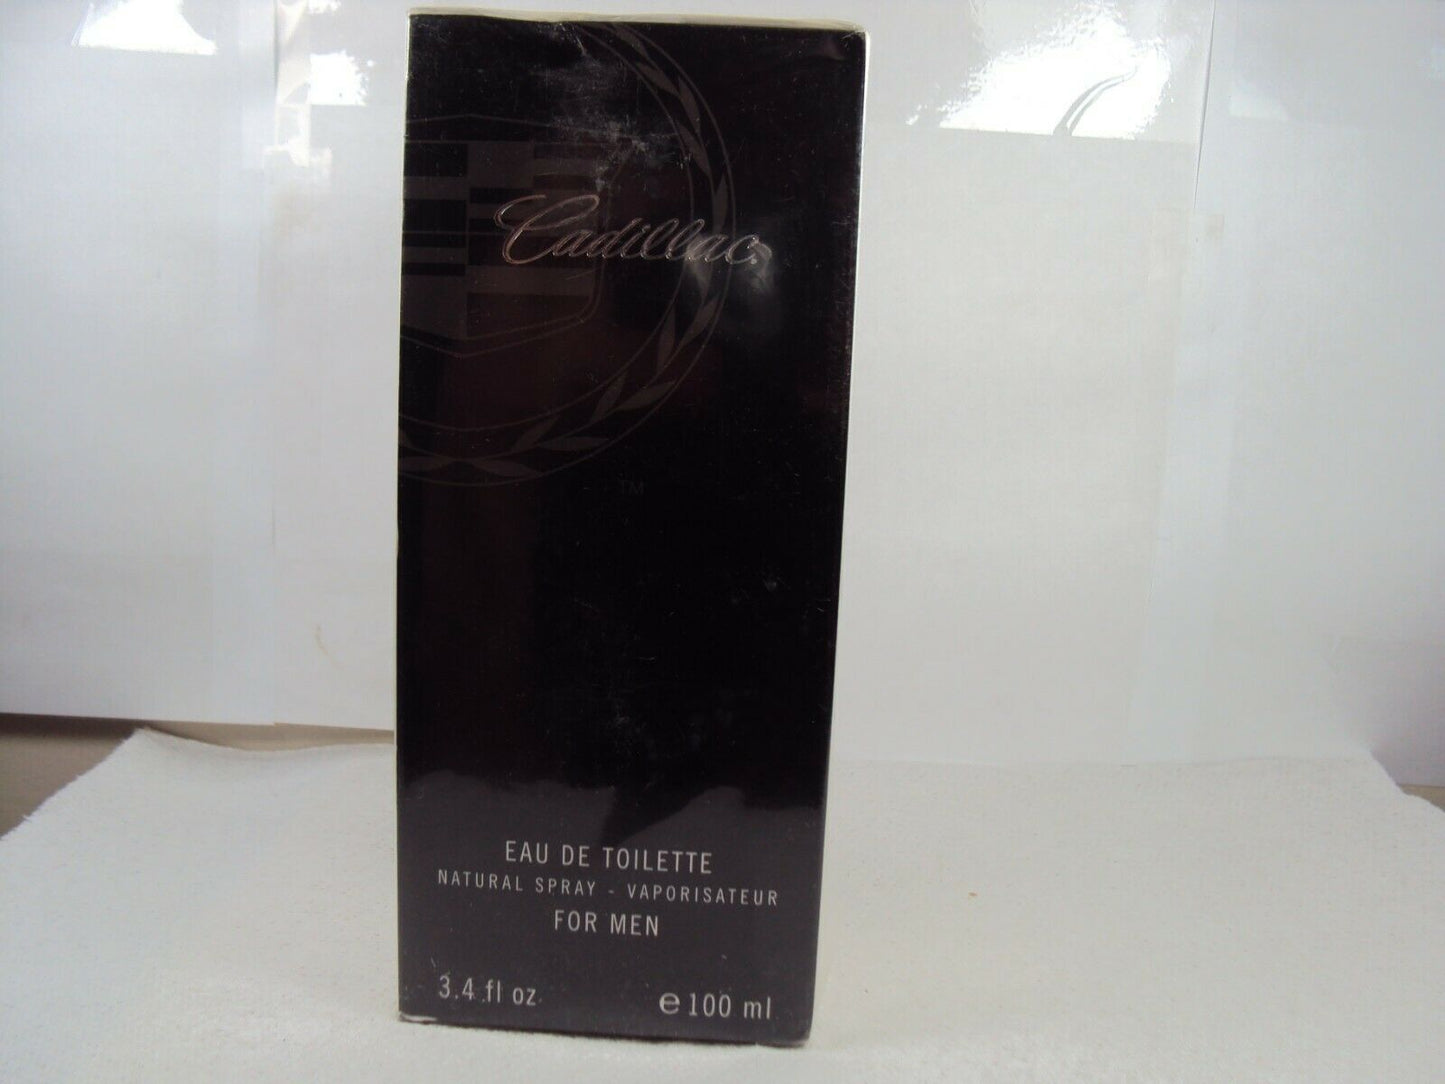 Cadillac
TM
EAU DE TOILETTE
NATURAL SPRAY - VAPORISATEUR
FOR MEN
3.4 fl oz ℮ 100 ml